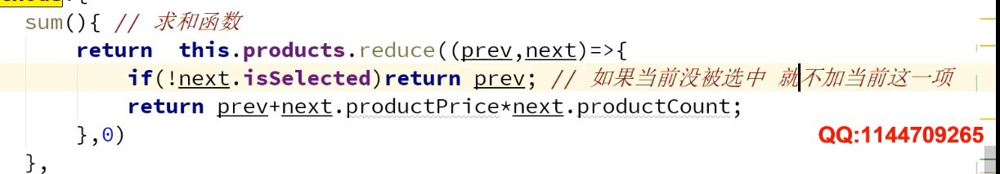 sum(){ // 求和函数
return  this.products.reduce((prev,next)=>{
if(!next.isSelected)return prev; // 如果当前没被选中 就不加当前这一项
return prev+next.productPrice*next.productCount;
},0)
QQ:1144709265
},